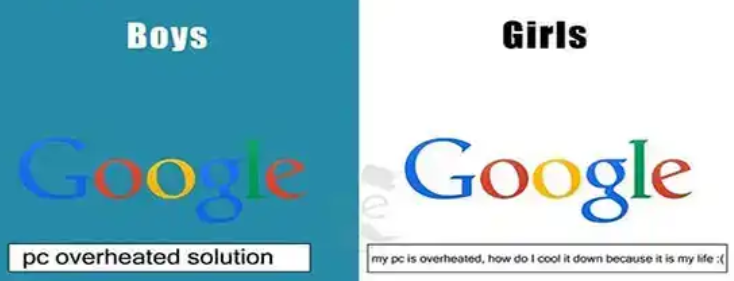 Boys
Girls
Google
Google
pc overheated solution
my pc is overheated, how do I cool it down because it is my life :(